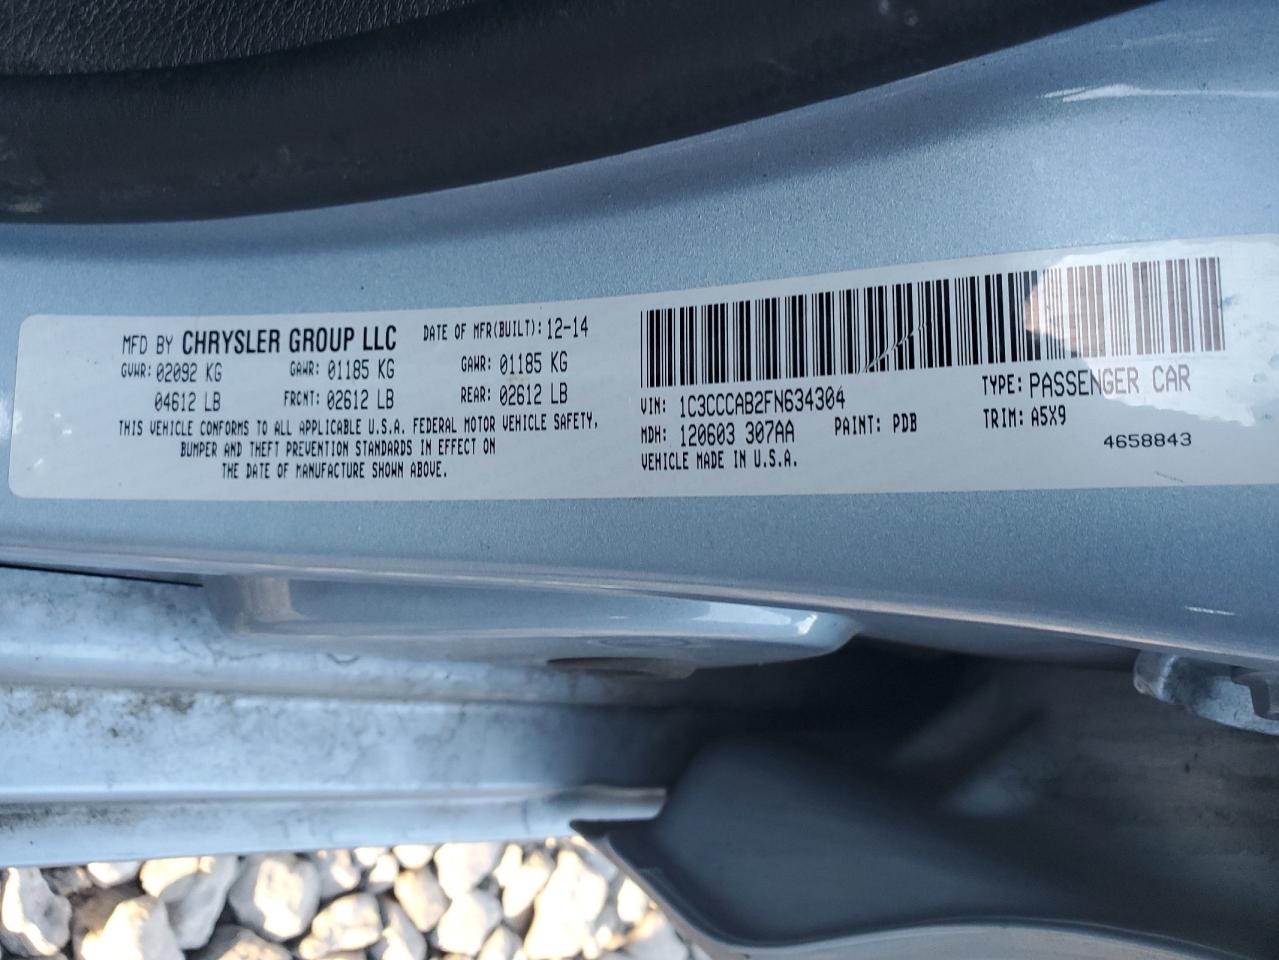 MFD BY CHRYSLER GROUP LLC DATE OF MFR(BUILT): 12-14
GVWR: 02092 KG GAWR: 01185 KG GAWR: 01185 KG
04612 LB FRONT: 02612 LB REAR: 02612 LB
THIS VEHICLE CONFORMS TO ALL APPLICABLE U.S.A. FEDERAL MOTOR VEHICLE SAFETY,
BUMPER AND THEFT PREVENTION STANDARDS IN EFFECT ON
THE DATE OF MANUFACTURE SHOWN ABOVE.
VIN: 1C3CCCAB2FN634304 TYPE: PASSENGER CAR
MDH: 120603 307AA PAINT: PDB TRIM: A5X9
VEHICLE MADE IN U.S.A. 4658843